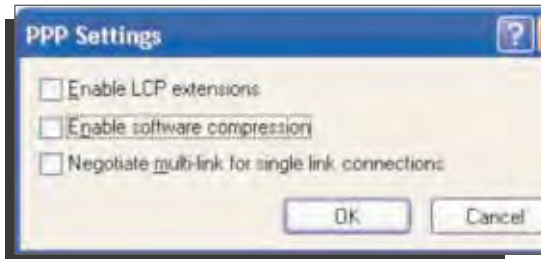 PPP Settings
?
Enable LCP extensions
Enable software compression
Negotiate multi-link for single link connections
OK Cancel